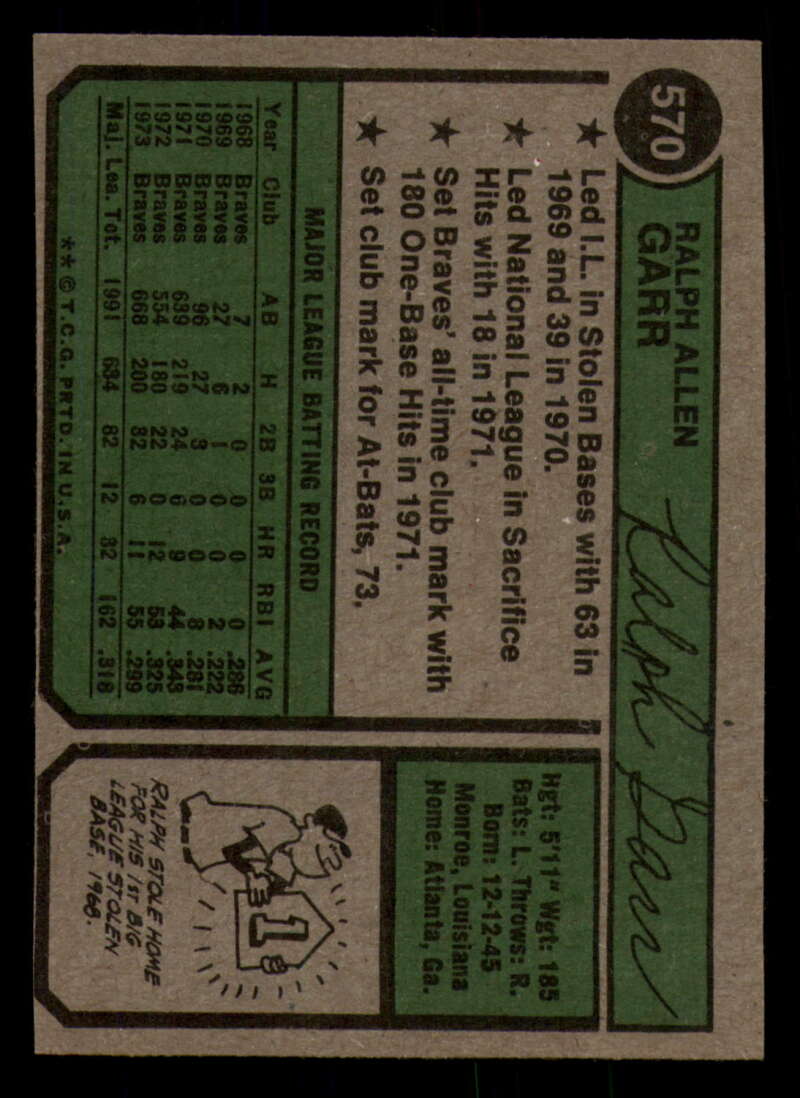 570
RALPH ALLEN
GARR
Ralph Garr
★ Led I.L. in Stolen Bases with 63 in
1969 and 39 in 1970.
★ Led National League in Sacrifice
Hits with 18 in 1971.
★ Set Braves' all-time club mark with
180 One-Base Hits in 1971.
★ Set club mark for At-Bats, 73.
MAJOR LEAGUE BATTING RECORD
Year Club AB H 2B 3B HR RBI AVG
1968 Braves 7 2 0 0 0 0 .286
1969 Braves 27 6 1 0 0 2 .222
1970 Braves 96 27 3 0 0 8 .281
1971 Braves 639 219 24 6 9 44 .343
1972 Braves 554 180 22 0 12 53 .325
1973 Braves 668 200 32 6 11 55 .299
Maj. Lea. Tot. 1991 634 82 12 32 162 .318
**©T.C.G. PRTD. IN U.S.A.
Hgt: 5'11" Wgt: 185
Bats: L. Throws: R.
Born: 12-12-45
Monroe, Louisiana
Home: Atlanta, Ga.
1
RALPH STOLE HOME
FOR HIS 1ST BIG
LEAGUE STOLEN
BASE, 1968.